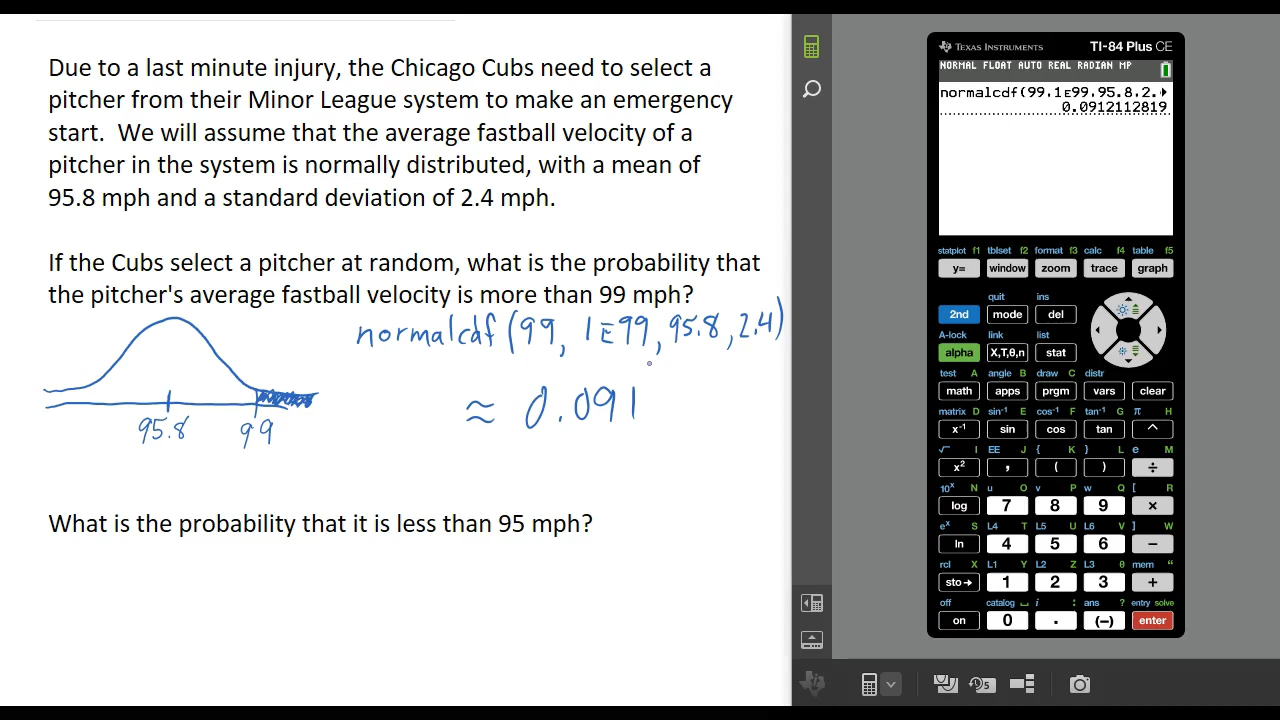 Due to a last minute injury, the Chicago Cubs need to select a
pitcher from their Minor League system to make an emergency
start. We will assume that the average fastball velocity of a
pitcher in the system is normally distributed, with a mean of
95.8 mph and a standard deviation of 2.4 mph.
If the Cubs select a pitcher at random, what is the probability that
the pitcher's average fastball velocity is more than 99 mph?
normalcdf (99, 1E99, 95.8, 2.4)
≈ 0.091
95.8 99
What is the probability that it is less than 95 mph?
TEXAS INSTRUMENTS TI-84 Plus CE
NORMAL FLOAT AUTO REAL RADIAN MP
normalcdf(99,1E99,95.8,2.
0.0912112819
statplot f1 tblset f2 format f3 calc f4 table f5
y= window zoom trace graph
quit ins
2nd mode del
A-lock link list
alpha X,T,θ,n stat
test A angle B draw C distr
math apps prgm vars clear
matrix D sin⁻¹ E cos⁻¹ F tan⁻¹ G π H
x⁻¹ sin cos tan ^
√ I EE J { K } L e M
x² , ( ) ÷
10ˣ N u O v P w Q [ R
log 7 8 9 ×
eˣ S L4 T L5 U L6 V ] W
ln 4 5 6 −
rcl X L1 Y L2 Z L3 θ mem "
sto→ 1 2 3 +
off catalog ⎵ i : ans ? entry solve
on 0 . (−) enter
5